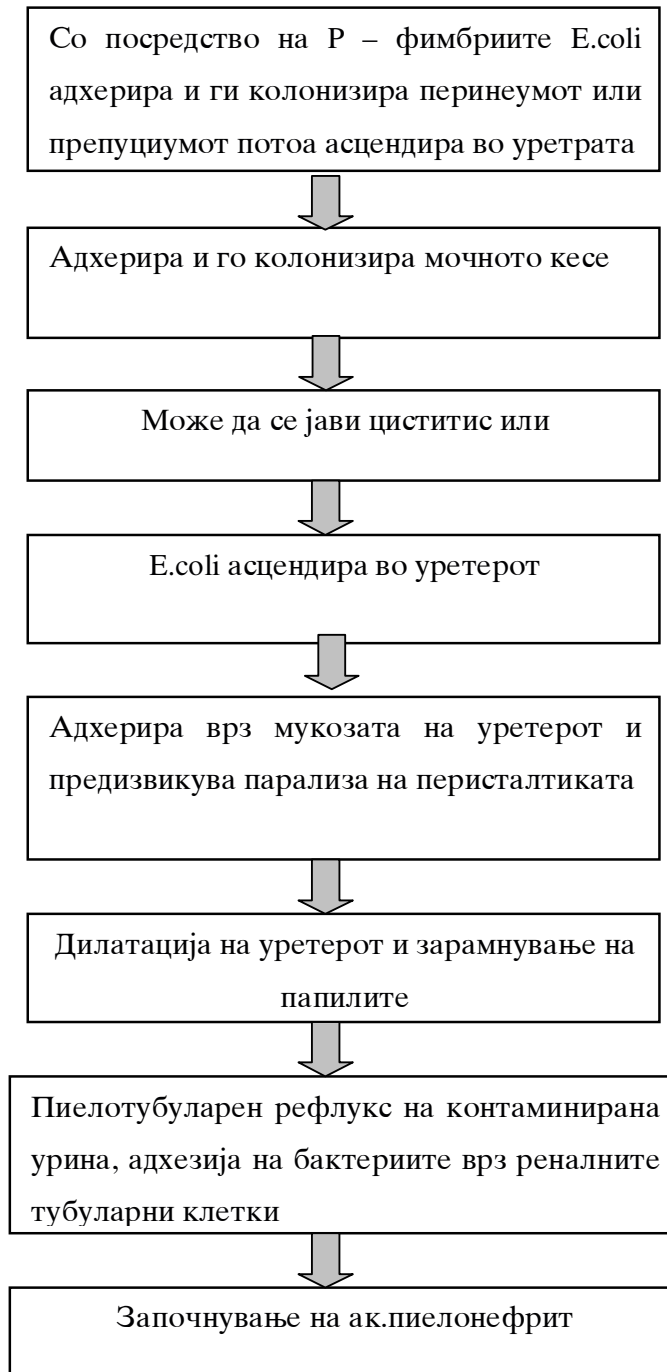 Со посредство на P – фимбриите E.coli
адхерира и ги колонизира перинеумот или
препуциумот потоа асцендира во уретрата
Адхерира и го колонизира мочното кесе
Може да се јави циститис или
E.coli асцендира во уретерот
Адхерира врз мукозата на уретерот и
предизвикува парализа на перисталтиката
Дилатација на уретерот и зарамнување на
папилите
Пиелотубуларен рефлукс на контаминирана
урина, адхезија на бактериите врз реналните
тубуларни клетки
Започнување на ак.пиелонефрит